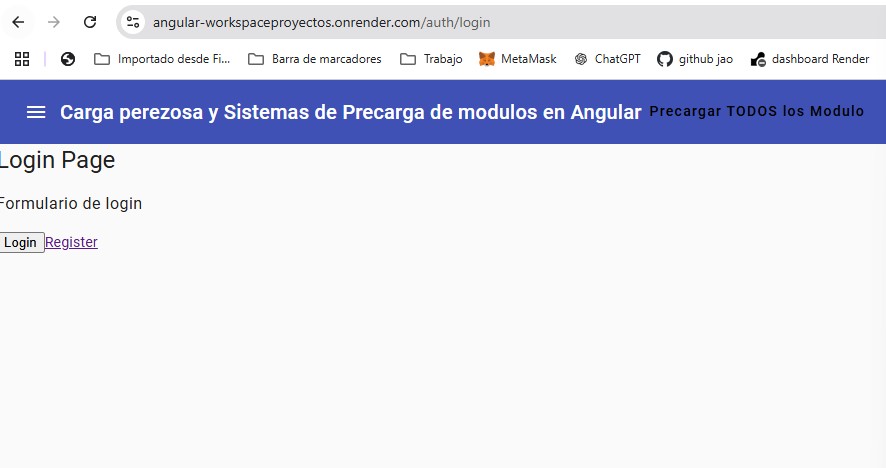 angular-workspaceproyectos.onrender.com/auth/login
Importado desde Fi... Barra de marcadores Trabajo MetaMask ChatGPT github jao dashboard Render
Carga perezosa y Sistemas de Precarga de modulos en Angular Precargar TODOS los Modulo
Login Page
Formulario de login
Login Register